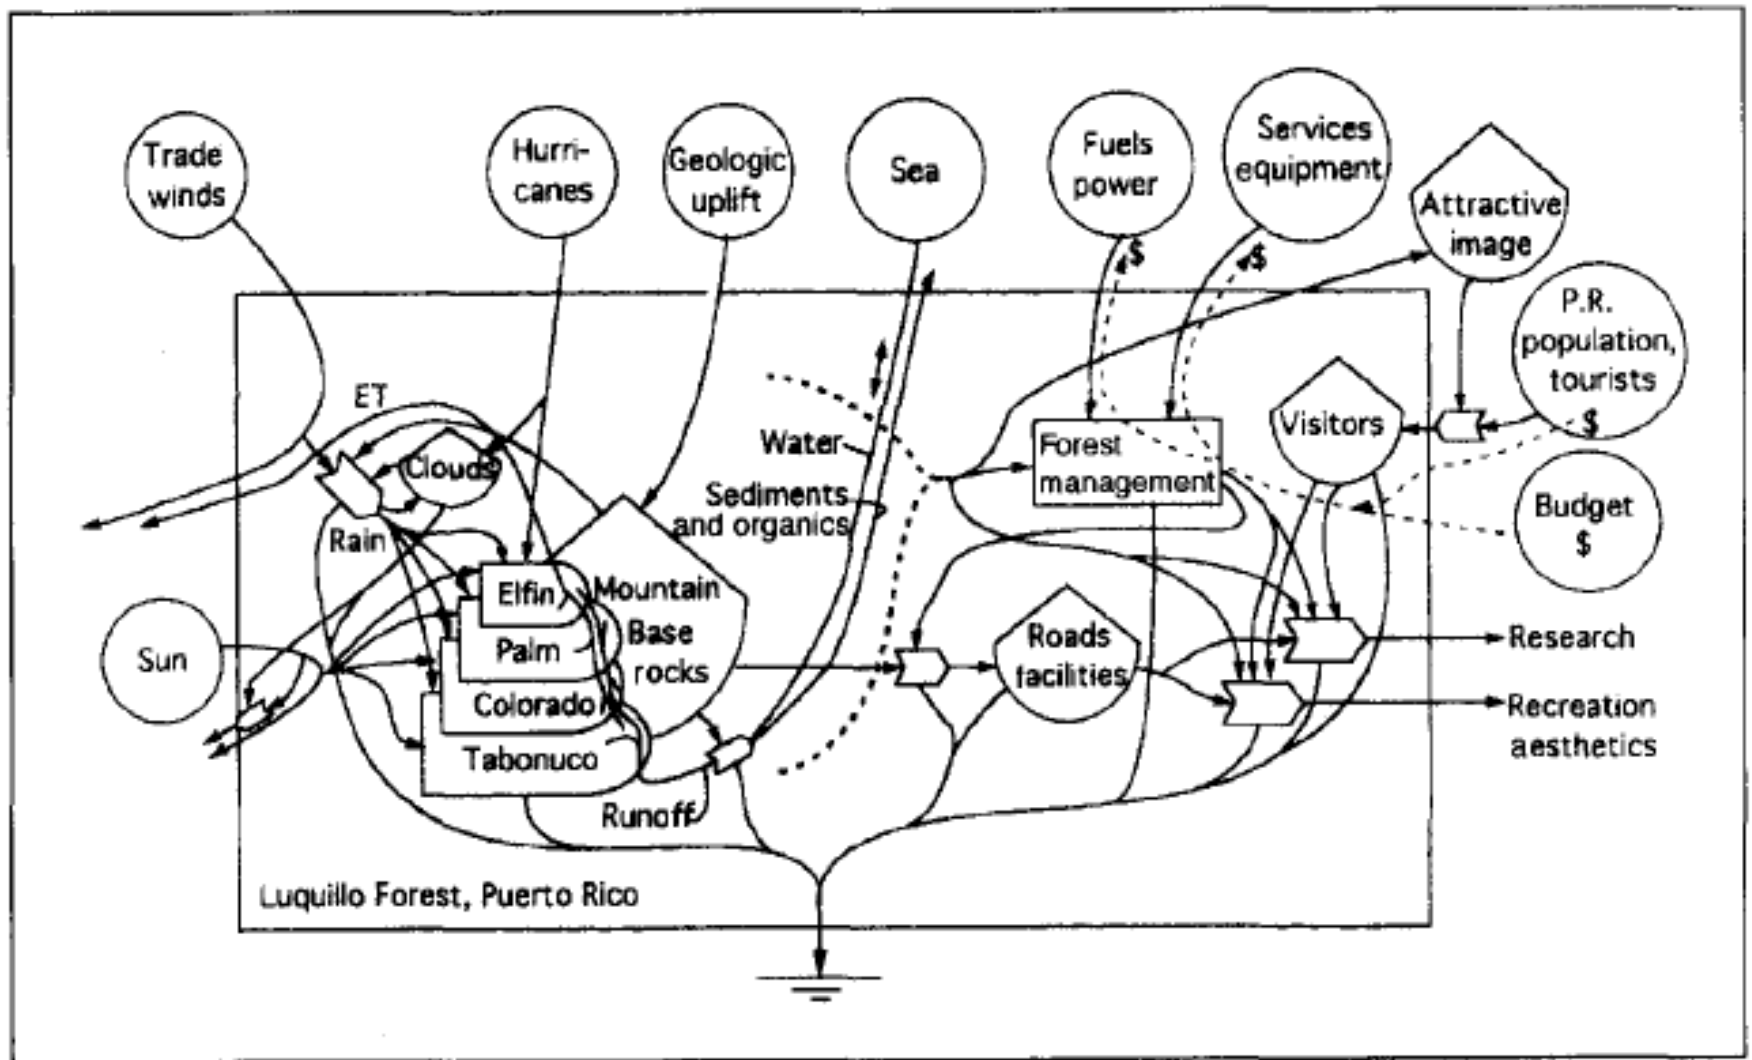 Trade
winds
Hurri-
canes
Geologic
uplift
Sea
Fuels
power
$
Services
equipment
$
Attractive
image
P.R.
population,
tourists
$
ET
Clouds
Rain
Water
Sediments
and organics
Forest
management
Visitors
Budget
$
Sun
Elfin
Palm
Colorado
Tabonuco
Mountain
Base
rocks
Runoff
Roads
facilities
Research
Recreation
aesthetics
Luquillo Forest, Puerto Rico